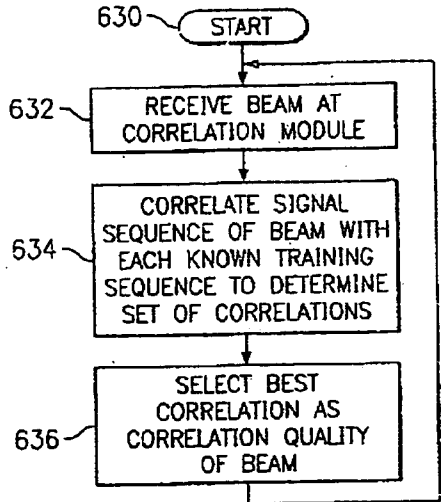 630
START
632
RECEIVE BEAM AT
CORRELATION MODULE
634
CORRELATE SIGNAL
SEQUENCE OF BEAM WITH
EACH KNOWN TRAINING
SEQUENCE TO DETERMINE
SET OF CORRELATIONS
636
SELECT BEST
CORRELATION AS
CORRELATION QUALITY
OF BEAM